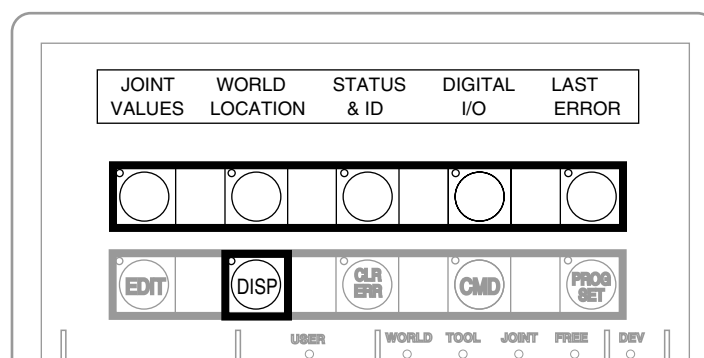 JOINT WORLD STATUS DIGITAL LAST
VALUES LOCATION & ID I/O ERROR
EDIT DISP CLR ERR CMD PROG SET
USER WORLD TOOL JOINT FREE DEV